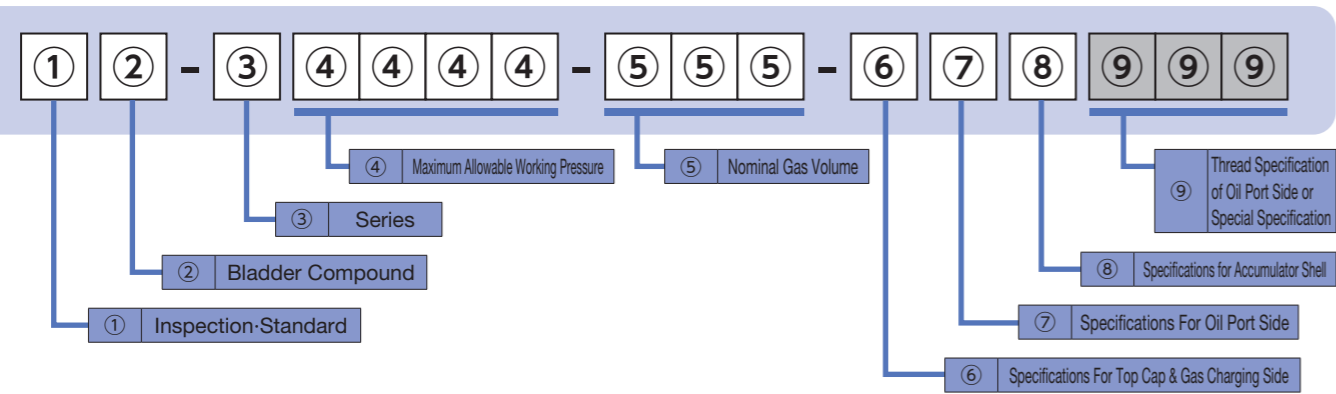 ① ② - ③ ④ ④ ④ ④ - ⑤ ⑤ ⑤ - ⑥ ⑦ ⑧ ⑨ ⑨ ⑨
④ Maximum Allowable Working Pressure
⑤ Nominal Gas Volume
⑨ Thread Specification
of Oil Port Side or
Special Specification
③ Series
② Bladder Compound
⑧ Specifications for Accumulator Shell
① Inspection·Standard
⑦ Specifications For Oil Port Side
⑥ Specifications For Top Cap & Gas Charging Side